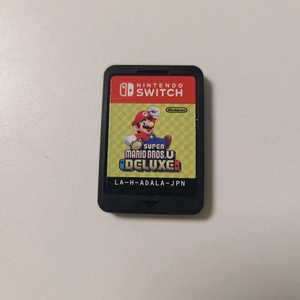 NINTENDO
SWITCH
Nintendo
SUPER
MARIO BROS. U
DELUXE
LA-H-ADALA-JPN